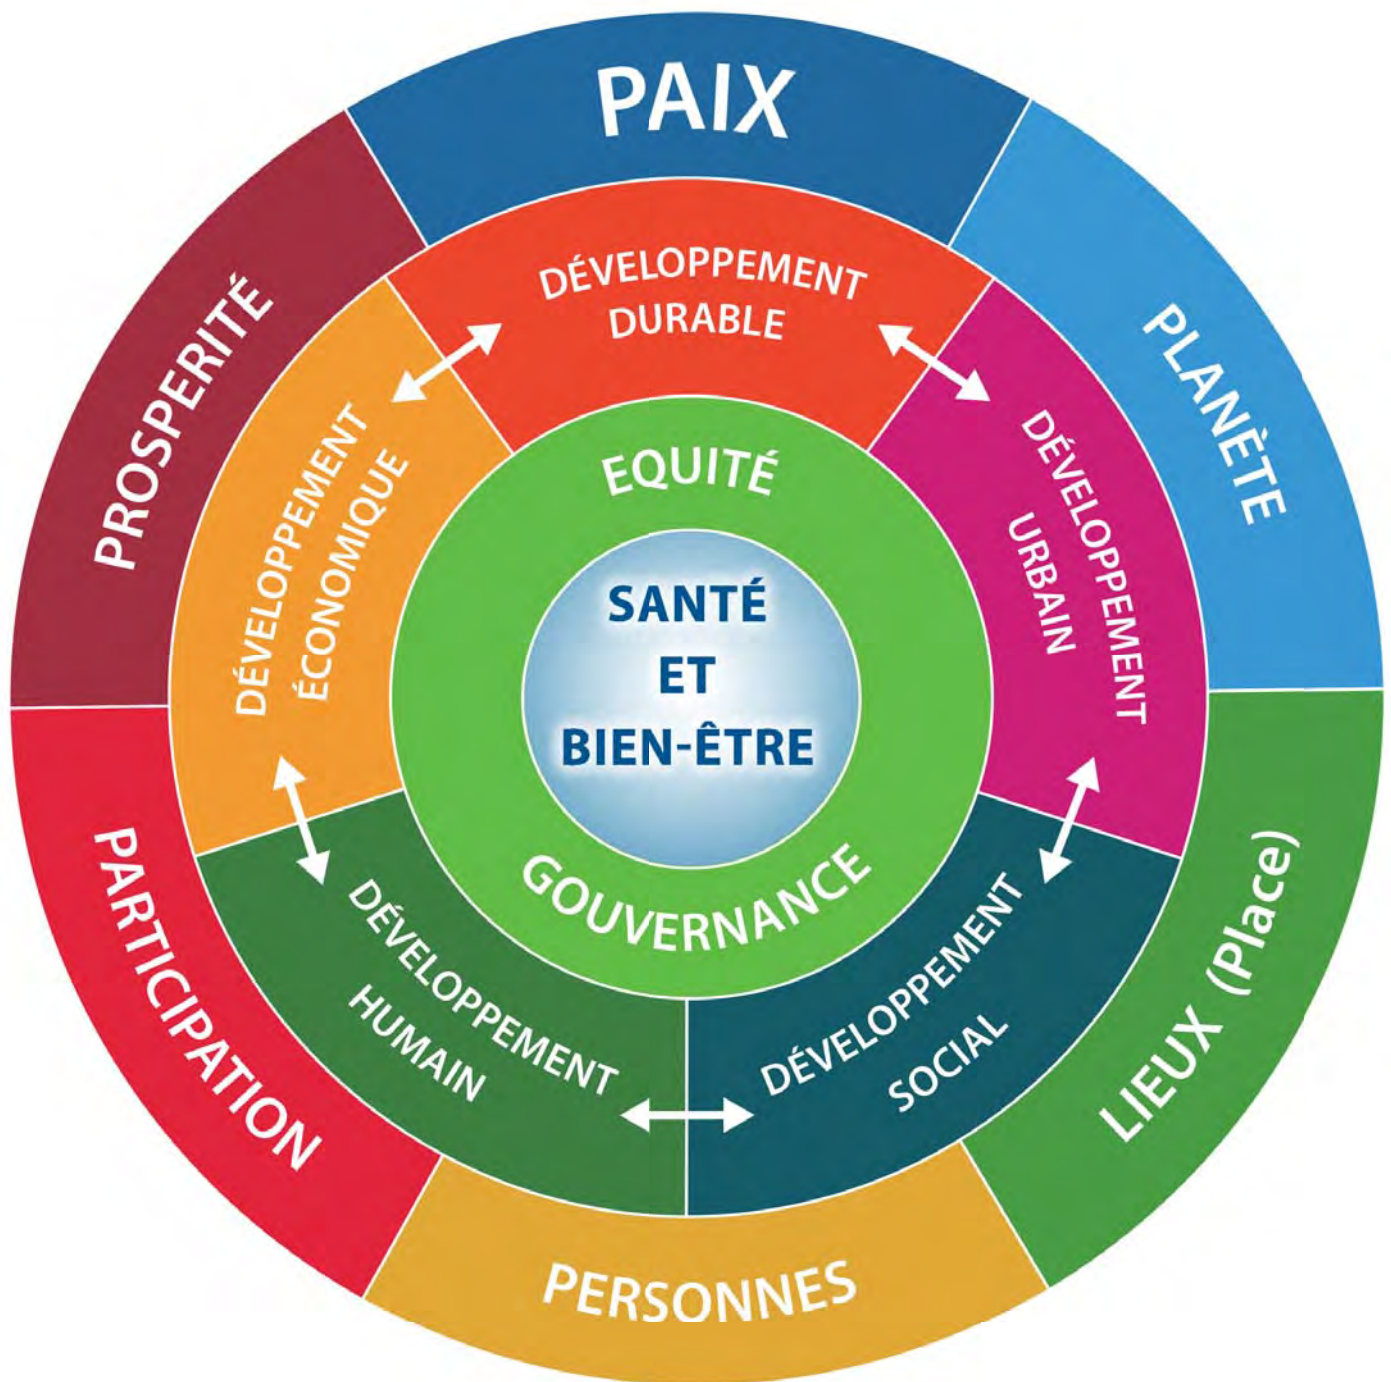 PAIX
PLANÈTE
LIEUX (Place)
PERSONNES
PARTICIPATION
PROSPERITÉ
DÉVELOPPEMENT
DURABLE
DÉVELOPPEMENT
URBAIN
DÉVELOPPEMENT
SOCIAL
DÉVELOPPEMENT
HUMAIN
DÉVELOPPEMENT
ÉCONOMIQUE
EQUITÉ
GOUVERNANCE
SANTÉ
ET
BIEN-ÊTRE